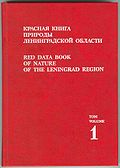 КРАСНАЯ КНИГА
ПРИРОДЫ
ЛЕНИНГРАДСКОЙ ОБЛАСТИ
RED DATA BOOK
OF NATURE
OF THE LENINGRAD REGION
ТОМ
VOLUME
1